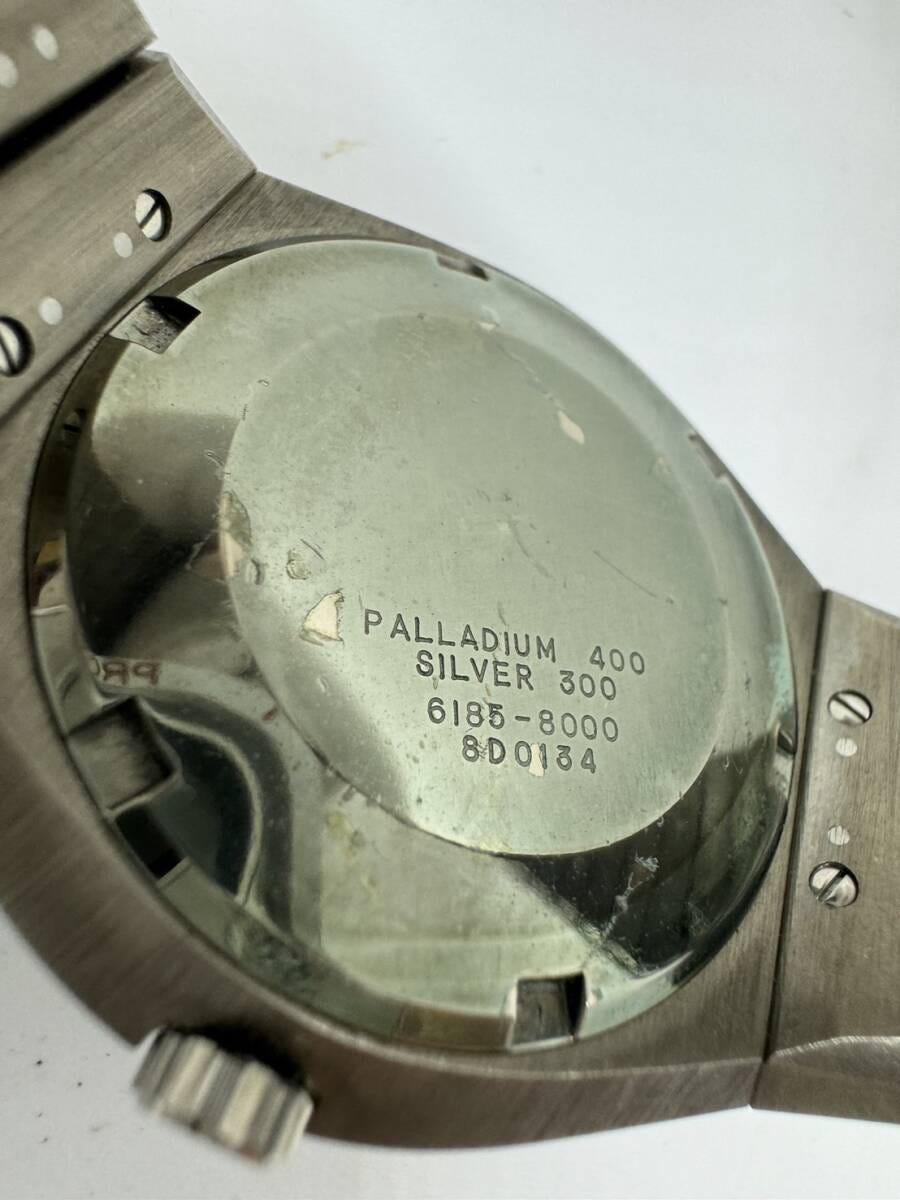 PALLADIUM 400
SILVER 300
6185-8000
8D0134